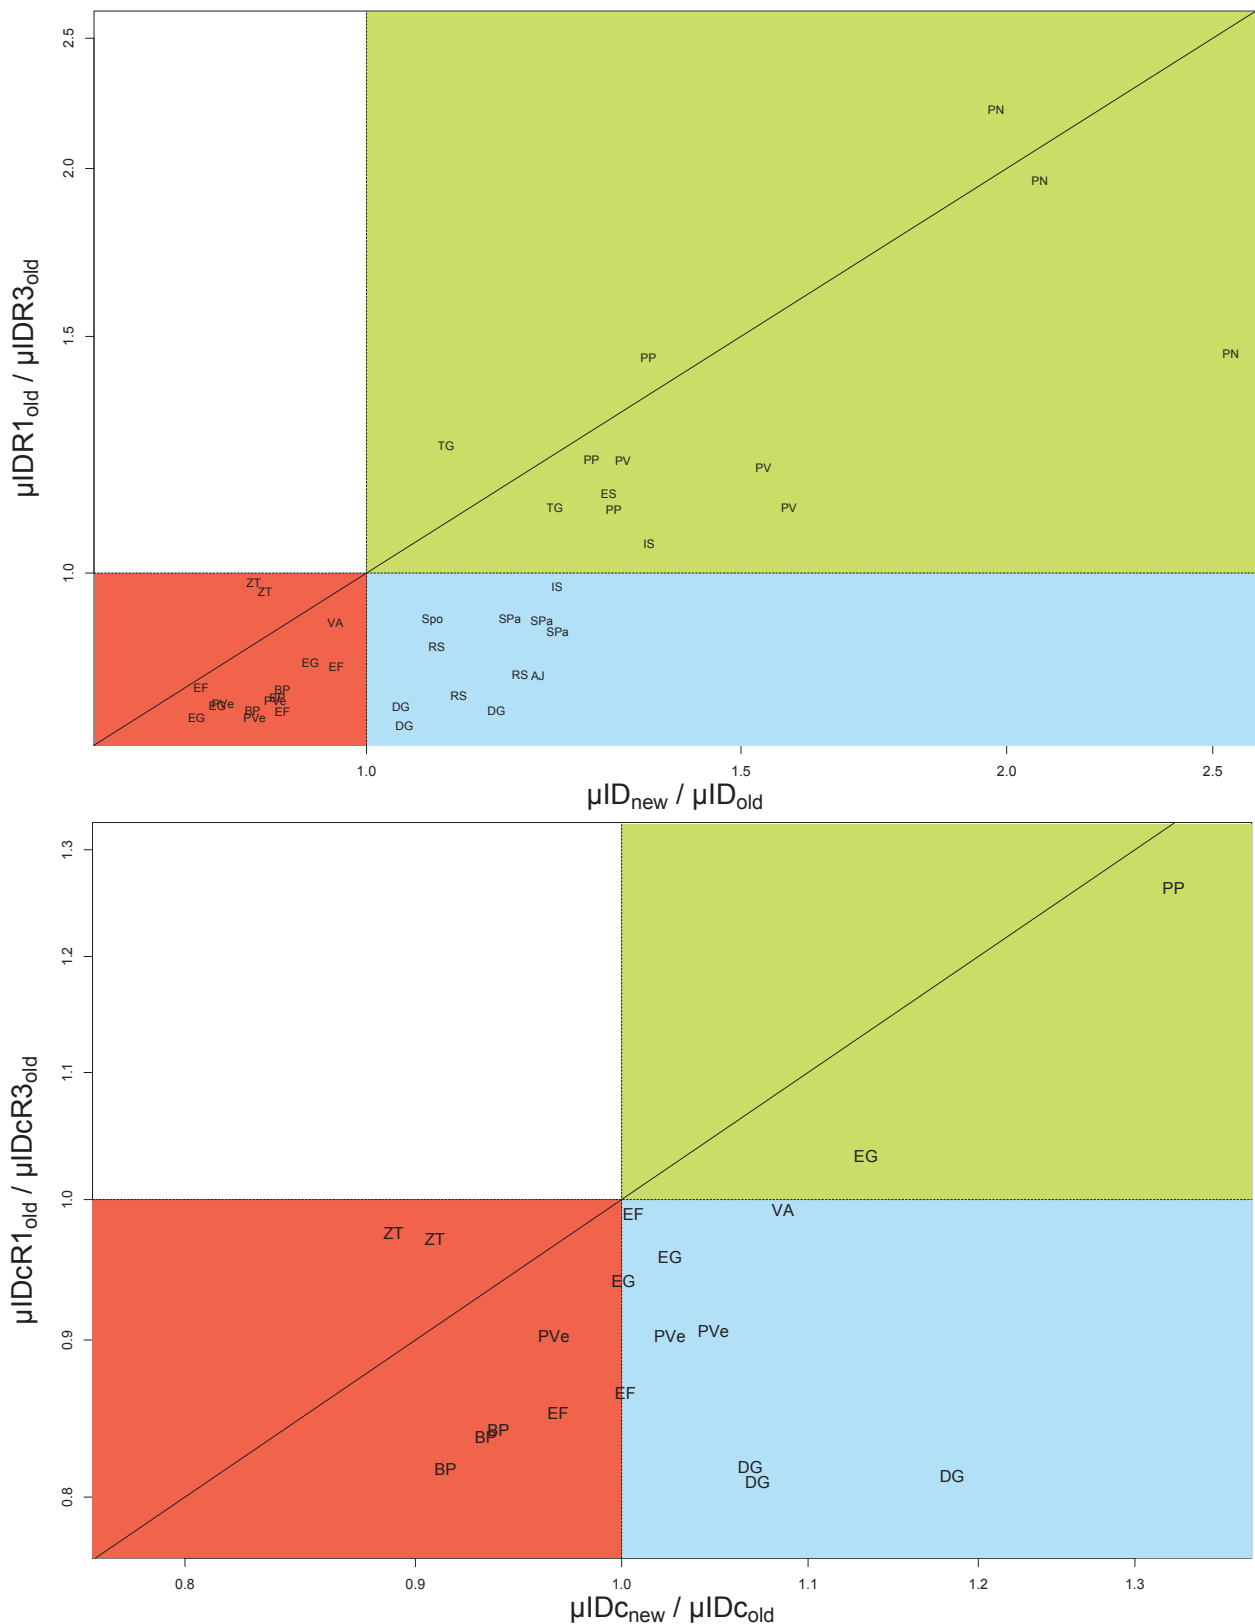 2.5
PN
2.0
PN
µIDR1old / µIDR3old
1.5
PP
PN
TG
PP
PV
PV
ES
TG
PP
PV
IS
1.0
ZT
IS
ZT
Spo
SPa
SPa
VA
SPa
RS
EG
EF
RS
AJ
EF
BP
RS
BP
PVe
PVe
EG
DG
BP
EF
DG
EG
PVe
DG
1.0
1.5
2.0
2.5
µIDnew / µIDold
1.3
PP
1.2
1.1
µIDcR1old / µIDcR3old
EG
1.0
EF
VA
ZT
ZT
EG
EG
0.9
PVe
PVe
PVe
EF
EF
BP
BP
BP
DG
DG
DG
0.8
0.8
0.9
1.0
1.1
1.2
1.3
µIDcnew / µIDcold